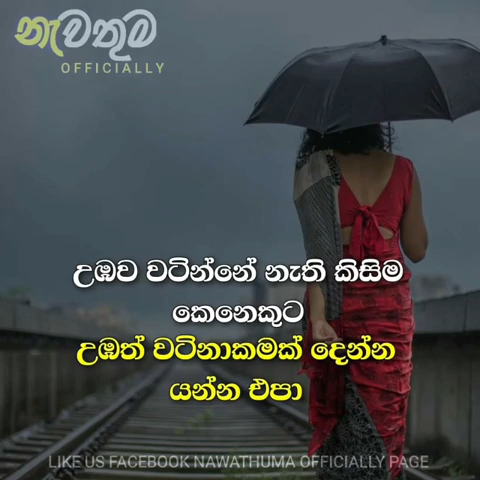 නැවතුම
OFFICIALLY
උඹව වටින්නේ නැති කිසිම
කෙනෙකුට
උඹත් වටිනාකමක් දෙන්න
යන්න එපා
LIKE US FACEBOOK NAWATHUMA OFFICIALLY PAGE